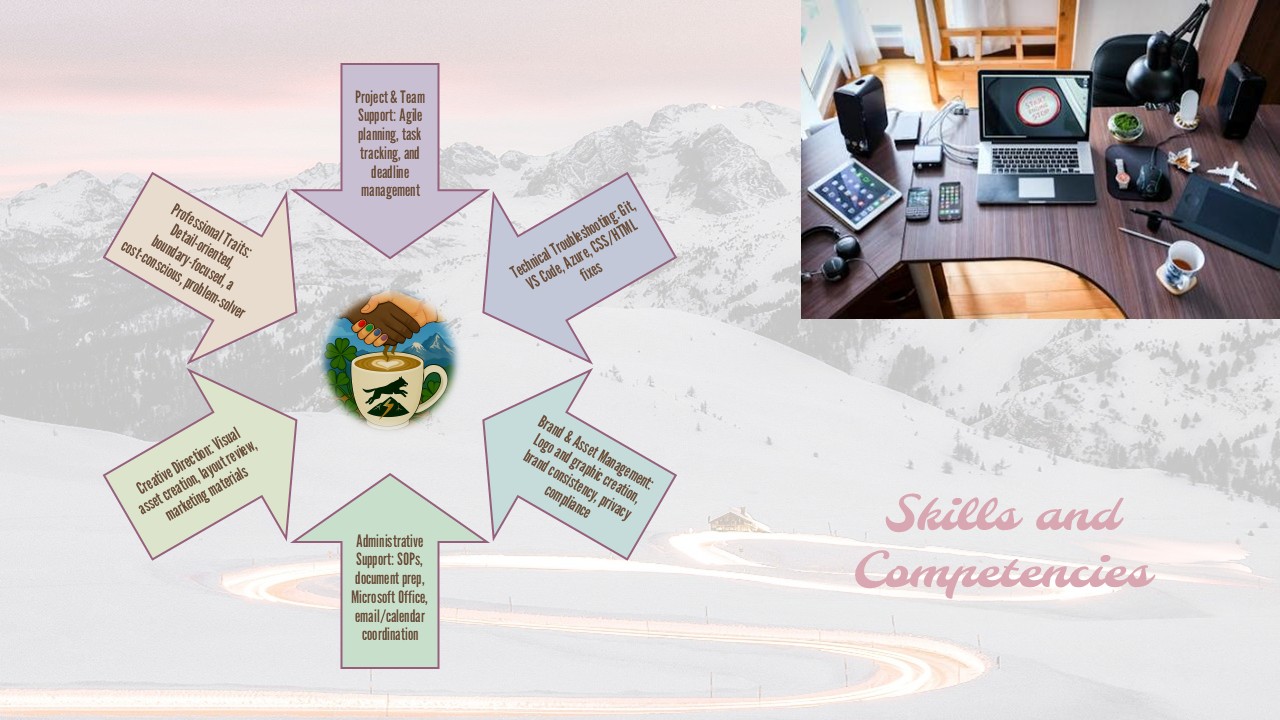 Project & Team
Support: Agile
planning, task
tracking, and
deadline
management
Technical Troubleshooting: Git,
VS Code, Azure, CSS/HTML
fixes
Brand & Asset Management:
Logo and graphic creation,
brand consistency, privacy
compliance
Administrative
Support: SOPs,
document prep,
Microsoft Office,
email/calendar
coordination
Creative Direction: Visual
asset creation, layout review,
marketing materials
Professional Traits:
Detail-oriented,
boundary-focused, a
cost-conscious, problem-solver
START
STOP
Skills and
Competencies